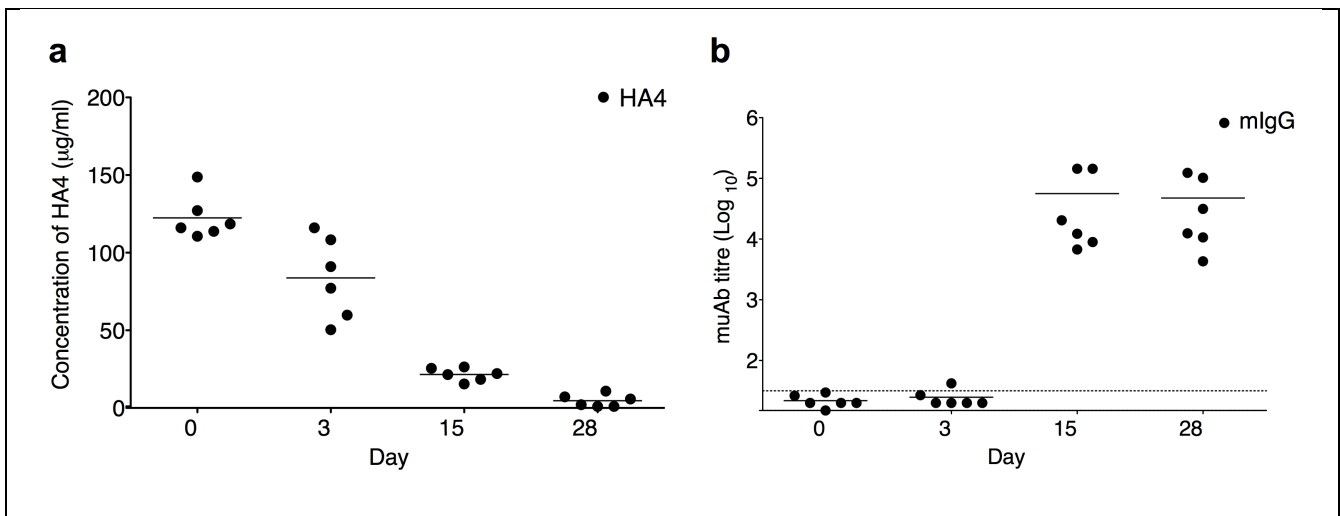 a
Concentration of HA4 (µg/ml)
200
150
100
50
0
HA4
0 3 15 28
Day
b
muAb titre (Log 10)
6
5
4
3
2
mIgG
0 3 15 28
Day